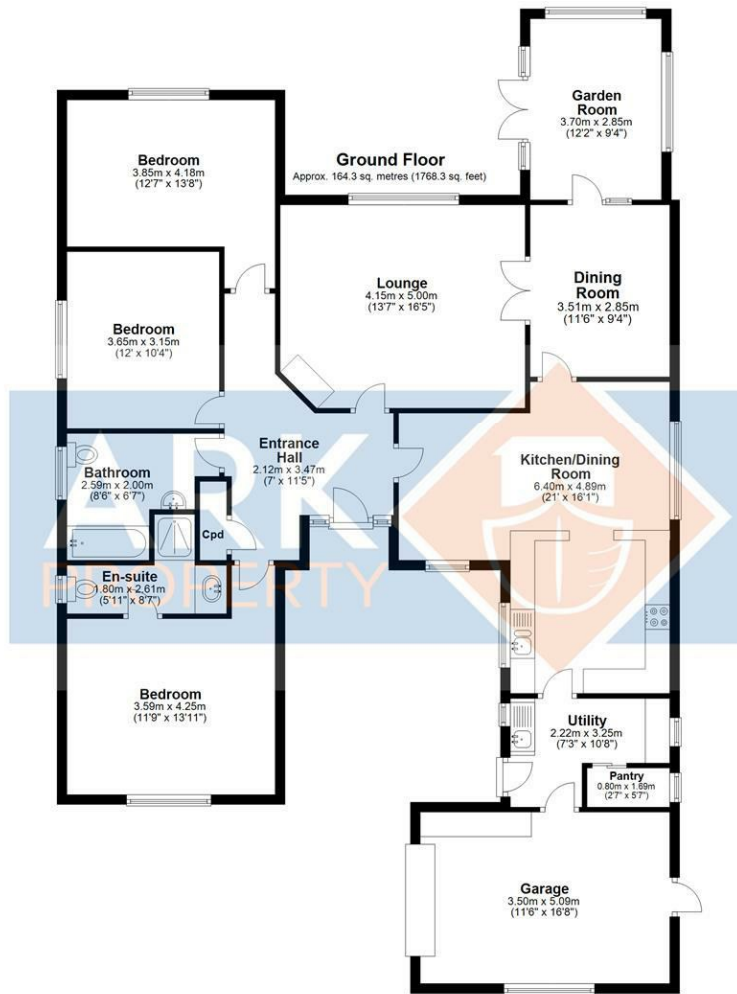 Garden
Room
3.70m x 2.85m
(12'2" x 9'4")
Bedroom
3.85m x 4.18m
(12'7" x 13'8")
Ground Floor
Approx. 164.3 sq. metres (1768.3 sq. feet)
Lounge
4.15m x 5.00m
(13'7" x 16'5")
Dining
Room
3.51m x 2.85m
(11'6" x 9'4")
Bedroom
3.65m x 3.15m
(12' x 10'4")
Entrance
Hall
2.12m x 3.47m
(7' x 11'5")
Kitchen/Dining
Room
6.40m x 4.89m
(21' x 16'1")
Bathroom
2.59m x 2.00m
(8'6" x 6'7")
Cpd
ARK
PROPERTY
En-suite
1.80m x 2.61m
(5'11" x 8'7")
Bedroom
3.59m x 4.25m
(11'9" x 13'11")
Utility
2.22m x 3.25m
(7'3" x 10'8")
Pantry
0.80m x 1.69m
(2'7" x 5'7")
Garage
3.50m x 5.09m
(11'6" x 16'8")